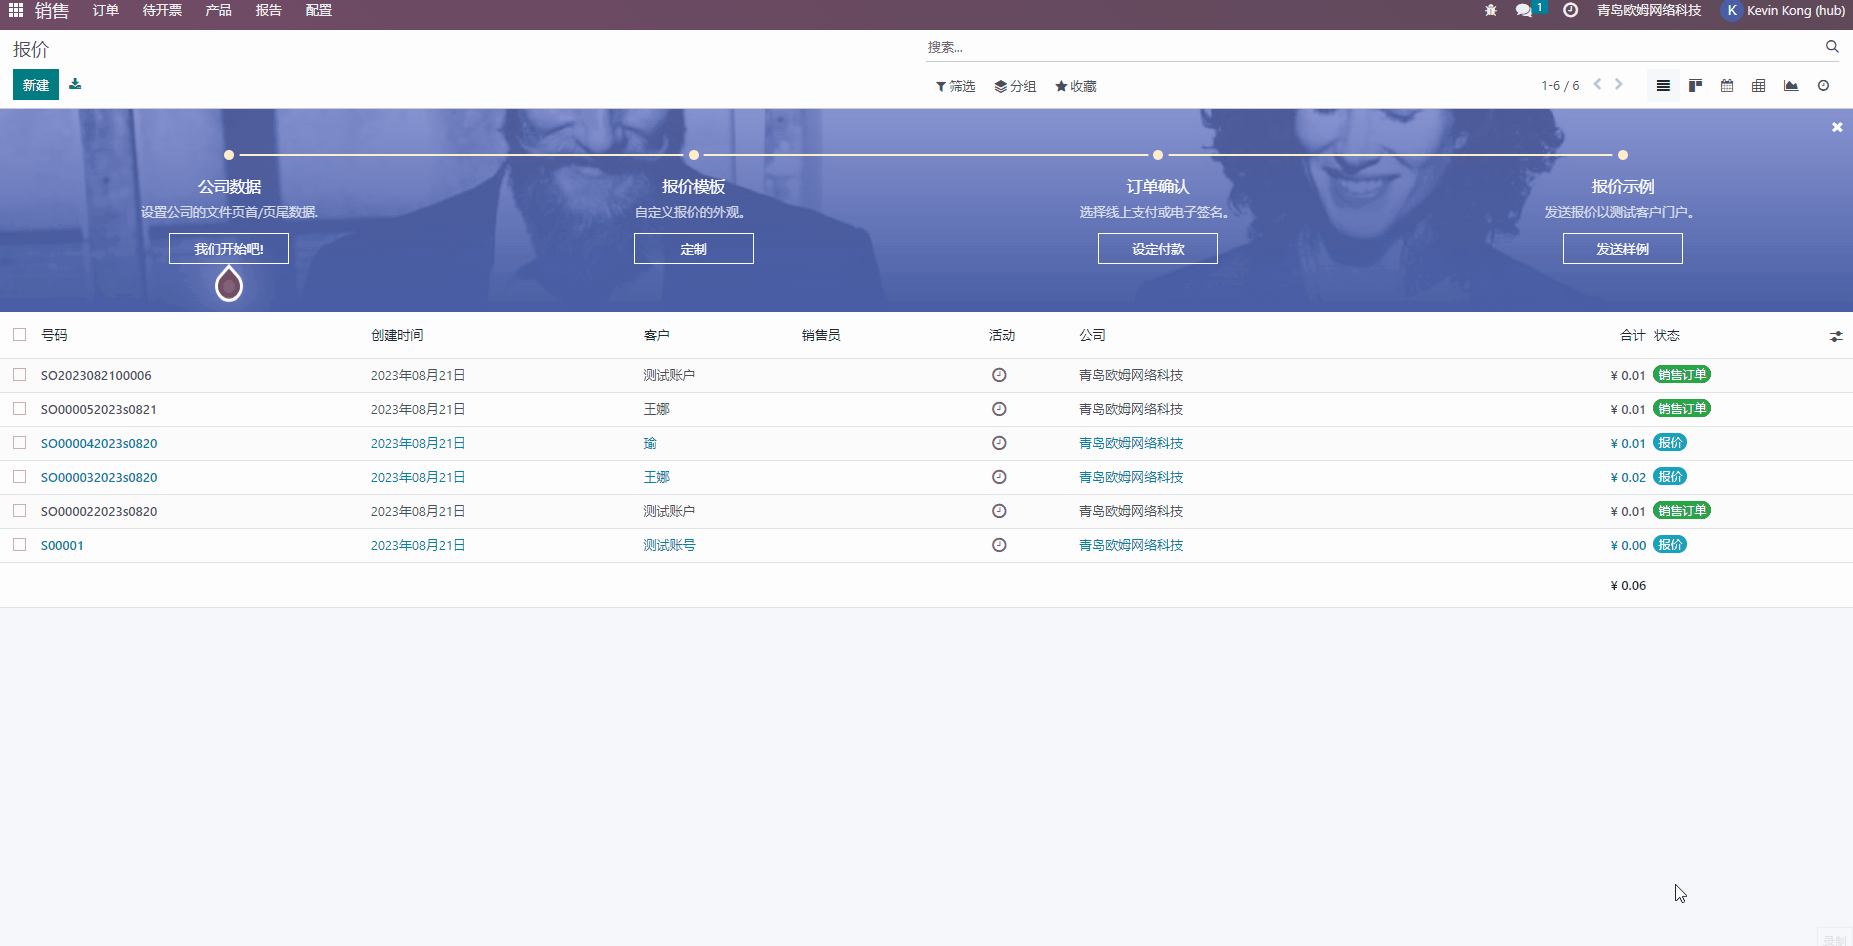 销售 订单 待开票 产品 报告 配置 1 青岛欧姆网络科技 K Kevin Kong (hub)
报价 搜索...
新建 筛选 分组 收藏 1-6 / 6
公司数据 报价模板 订单确认 报价示例
设置公司的文件页首/页尾数据. 自定义报价的外观。 选择线上支付或电子签名。 发送报价以测试客户门户。
我们开始吧! 定制 设定付款 发送样例
号码 创建时间 客户 销售员 活动 公司 合计 状态
SO2023082100006 2023年08月21日 测试账户 青岛欧姆网络科技 ¥ 0.01 销售订单
SO000052023s0821 2023年08月21日 王娜 青岛欧姆网络科技 ¥ 0.01 销售订单
SO000042023s0820 2023年08月21日 瑜 青岛欧姆网络科技 ¥ 0.01 报价
SO000032023s0820 2023年08月21日 王娜 青岛欧姆网络科技 ¥ 0.02 报价
SO000022023s0820 2023年08月21日 测试账户 青岛欧姆网络科技 ¥ 0.01 销售订单
S00001 2023年08月21日 测试账号 青岛欧姆网络科技 ¥ 0.00 报价
¥ 0.06
录制